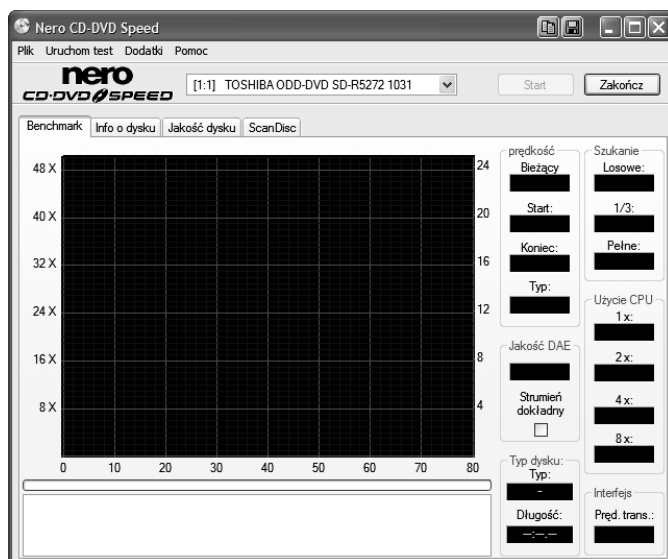 Nero CD-DVD Speed
Plik Uruchom test Dodatki Pomoc
nero
CD·DVD SPEED
[1:1] TOSHIBA ODD-DVD SD-R5272 1031
Start
Zakończ
Benchmark
Info o dysku
Jakość dysku
ScanDisc
48 X
40 X
32 X
24 X
16 X
8 X
24
20
16
12
8
4
0 10 20 30 40 50 60 70 80
prędkość
Bieżący
Start:
Koniec:
Typ:
Szukanie
Losowe:
1/3:
Pełne:
Użycie CPU
1 x:
2 x:
4 x:
8 x:
Jakość DAE
Strumień
dokładny
Typ dysku:
Typ:
-
Długość:
--:--.--
Interfejs
Pręd. trans.: